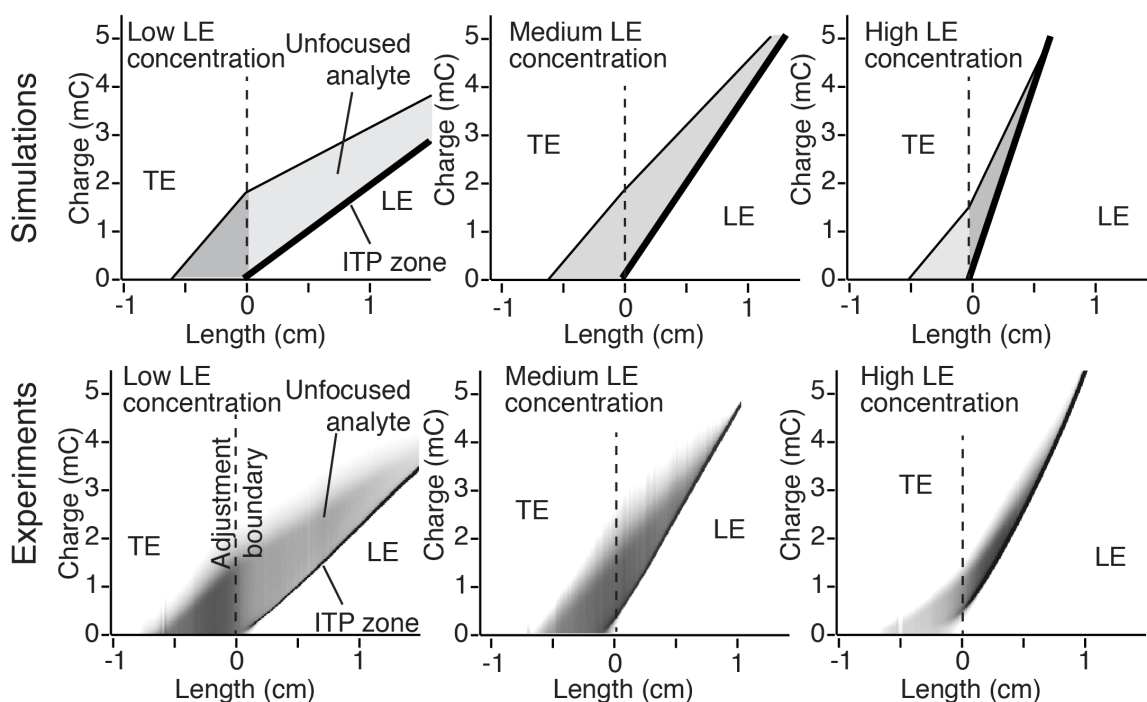 Simulations
Low LE
concentration
Unfocused
analyte
TE
LE
ITP zone
Charge (mC)
5
4
3
2
1
0
-1
0
1
Length (cm)
Medium LE
concentration
TE
LE
Charge (mC)
5
4
3
2
1
0
-1
0
1
Length (cm)
High LE
concentration
TE
LE
Charge (mC)
5
4
3
2
1
0
-1
0
1
Length (cm)
Experiments
Low LE
concentration
Unfocused
analyte
Adjustment
boundary
TE
LE
ITP zone
Charge (mC)
5
4
3
2
1
0
-1
0
1
Length (cm)
Medium LE
concentration
TE
LE
Charge (mC)
5
4
3
2
1
0
-1
0
1
Length (cm)
High LE
concentration
TE
LE
Charge (mC)
5
4
3
2
1
0
-1
0
1
Length (cm)